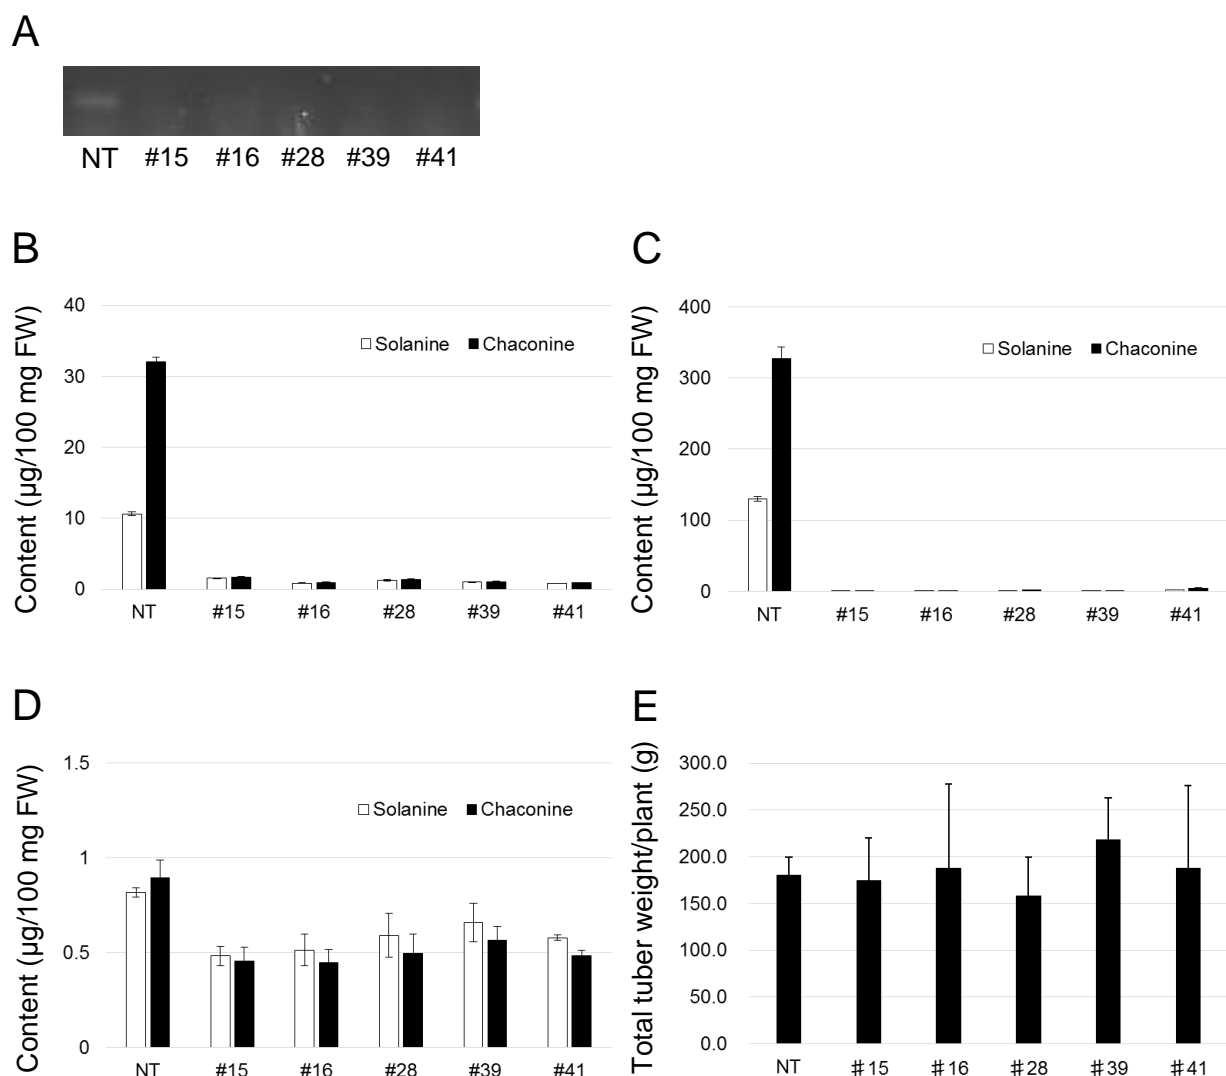 A
NT #15 #16 #28 #39 #41
B
Content (µg/100 mg FW)
40
30
20
10
0
Solanine Chaconine
NT #15 #16 #28 #39 #41
C
Content (µg/100 mg FW)
400
300
200
100
0
Solanine Chaconine
NT #15 #16 #28 #39 #41
D
Content (µg/100 mg FW)
1.5
1
0.5
0
Solanine Chaconine
NT #15 #16 #28 #39 #41
E
Total tuber weight/plant (g)
300.0
250.0
200.0
150.0
100.0
50.0
0.0
NT ♯15 ♯16 ♯28 ♯39 ♯41